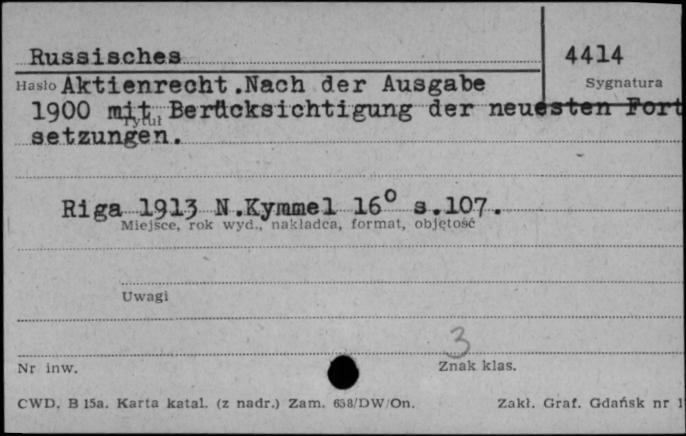 Russisches 4414
Hasło Aktienrecht.Nach der Ausgabe Sygnatura
1900 mit Berücksichtigung der neuesten Fort
Tytuł
setzungen.
Riga 1913 N.Kymmel 16° s.107.
Miejsce, rok wyd., nakładca, format, objętość
Uwagi
3
Nr inw. Znak klas.
CWD. B 15a. Karta katal. (z nadr.) Zam. 658/DW/On. Zakł. Graf. Gdańsk nr 1